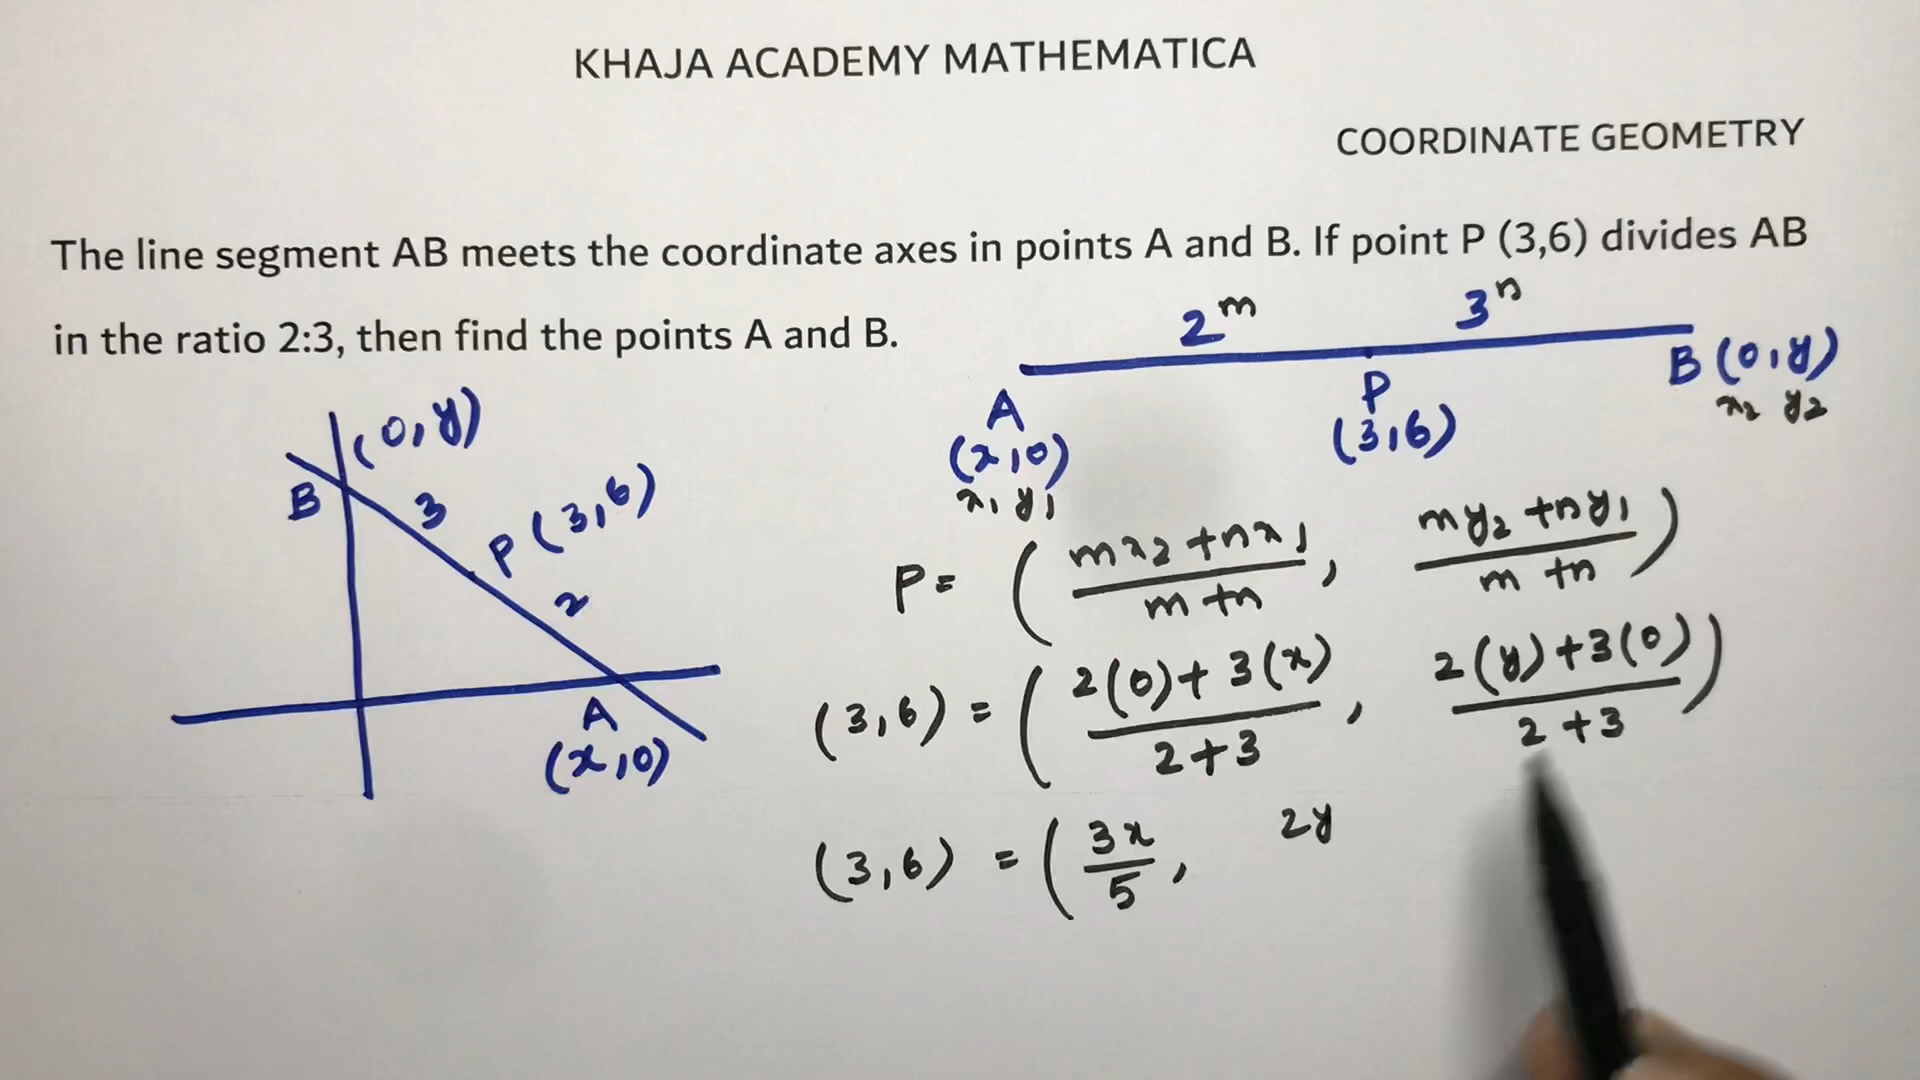 KHAJA ACADEMY MATHEMATICA
COORDINATE GEOMETRY
The line segment AB meets the coordinate axes in points A and B. If point P (3,6) divides AB
in the ratio 2:3, then find the points A and B.
2 m 3 n
A P B (0,y)
(x,0) (3,6) x2 y2
x1 y1
(0,y)
B 3 P (3,6)
2
A
(x,0)
P = ( mx2 + nx1 / m + n , my2 + ny1 / m + n )
(3,6) = ( 2(0) + 3(x) / 2 + 3 , 2(y) + 3(0) / 2 + 3 )
(3,6) = ( 3x / 5 , 2y